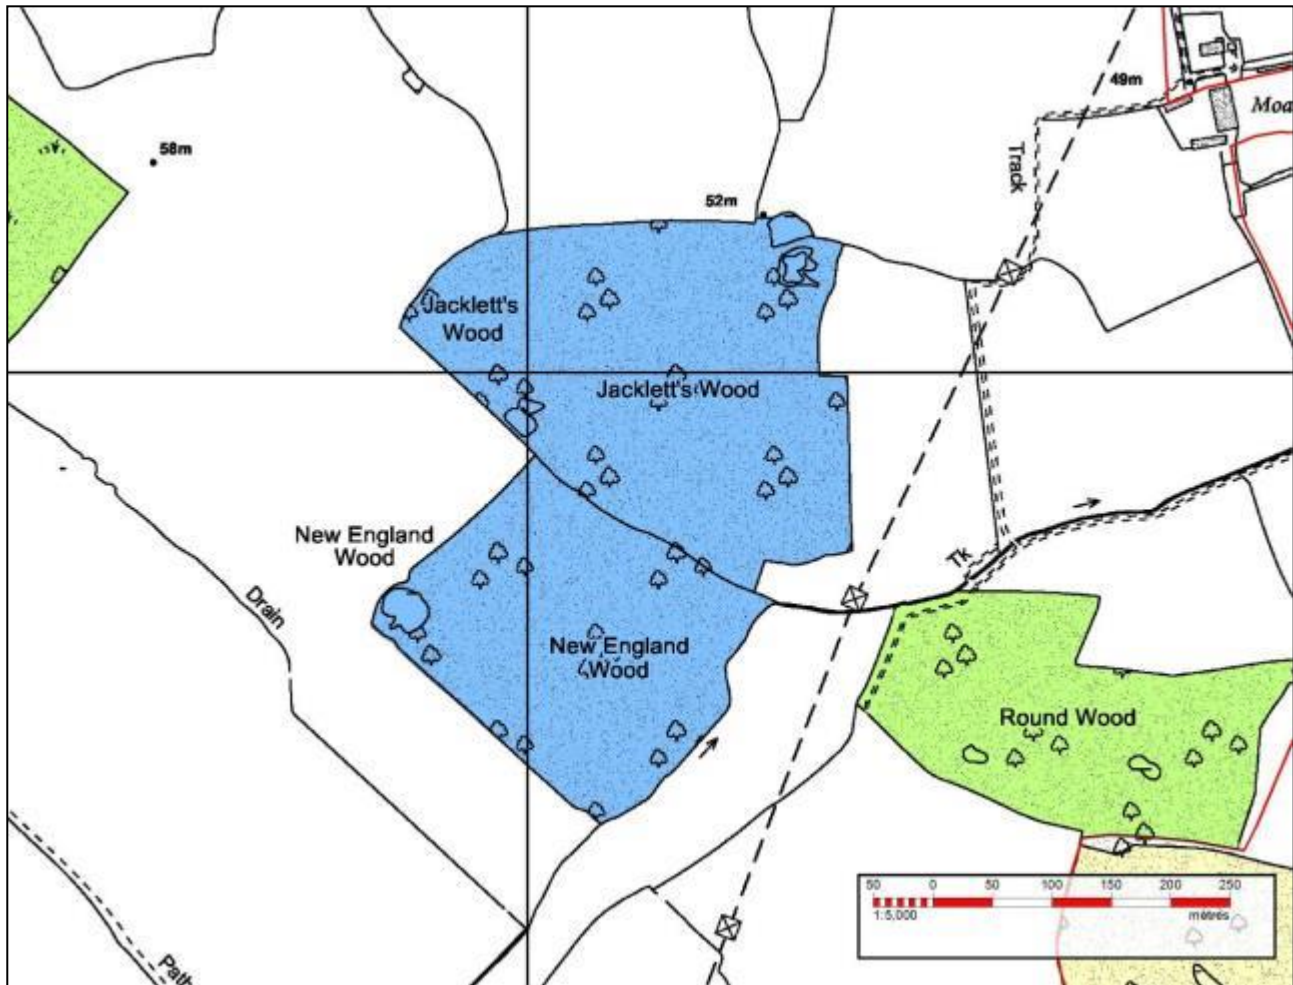 49m
Moa
58m
Track
52m
Jacklett's
Wood
Jacklett's Wood
New England
Wood
Tk
Drain
New England
Wood
Round Wood
50 0 50 100 150 200 250
1:5,000 metres
Path